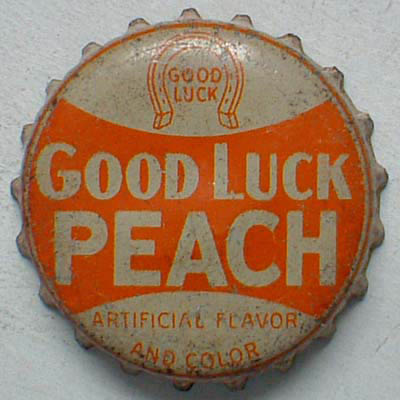 GOOD
LUCK
GOOD LUCK
PEACH
ARTIFICIAL FLAVOR
AND COLOR